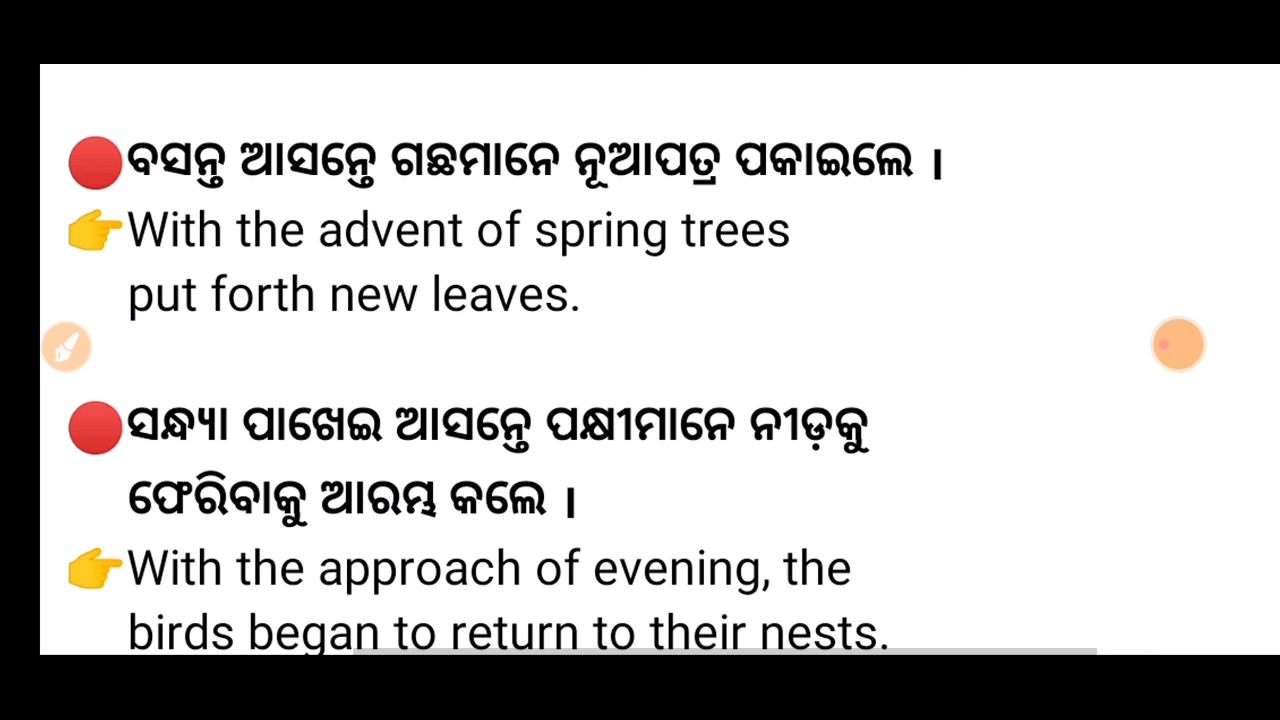 🔴ବସନ୍ତ ଆସନ୍ତେ ଗଛମାନେ ନୂଆପତ୍ର ପକାଇଲେ ।
👉With the advent of spring trees
put forth new leaves.
🔴ସନ୍ଧ୍ୟା ପାଖେଇ ଆସନ୍ତେ ପକ୍ଷୀମାନେ ନୀଡ଼କୁ
ଫେରିବାକୁ ଆରମ୍ଭ କଲେ ।
👉With the approach of evening, the
birds began to return to their nests.